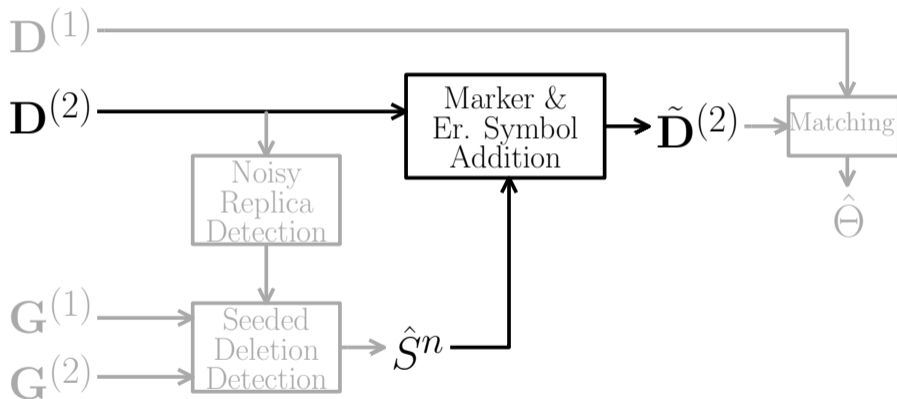 D(1)
D(2)
Marker &
Er. Symbol
Addition
D̃(2)
Matching
Θ̂
Noisy
Replica
Detection
G(1)
G(2)
Seeded
Deletion
Detection
Ŝn